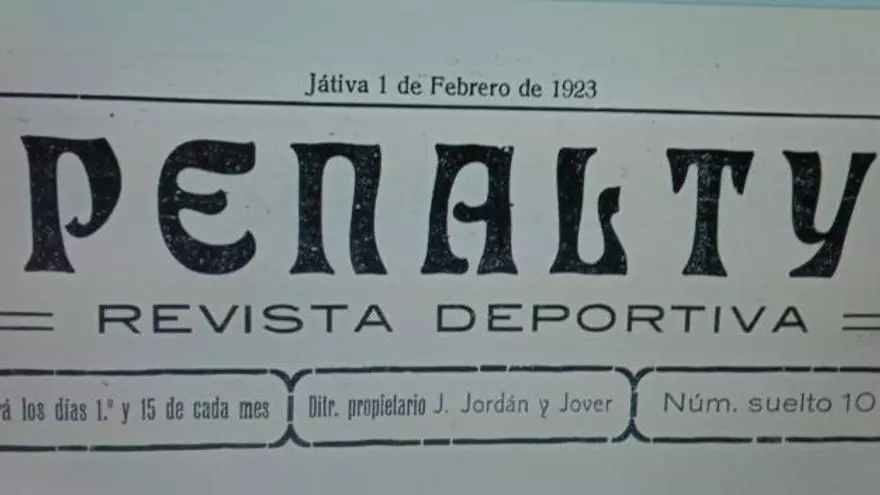 Játiva 1 de Febrero de 1923
PENALTY
REVISTA DEPORTIVA
los días 1.º y 15 de cada mes
Ditr. propietario J. Jordán y Jover
Núm. suelto 10